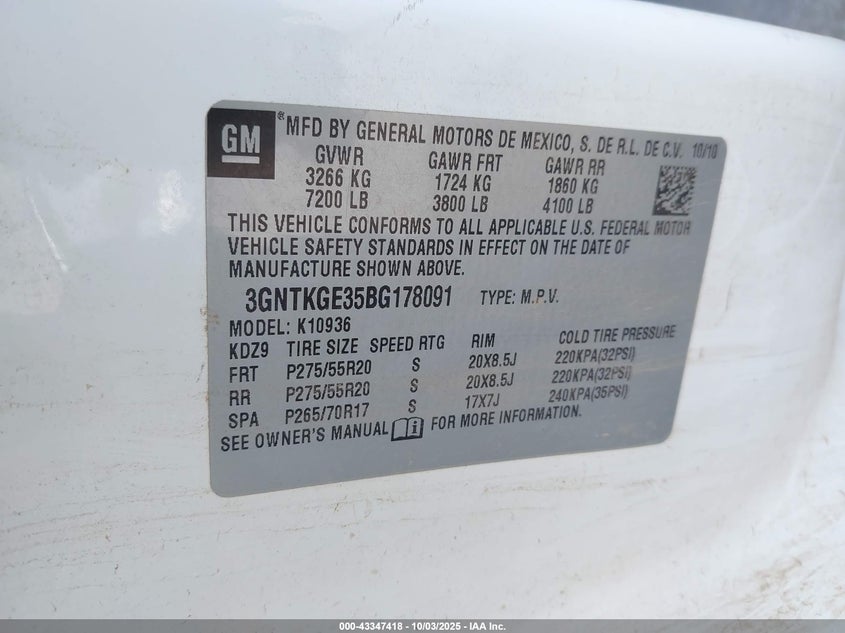 GM ® MFD BY GENERAL MOTORS DE MEXICO, S. DE R.L. DE C.V. 10/10
GVWR GAWR FRT GAWR RR
3266 KG 1724 KG 1860 KG
7200 LB 3800 LB 4100 LB
THIS VEHICLE CONFORMS TO ALL APPLICABLE U.S. FEDERAL MOTOR
VEHICLE SAFETY STANDARDS IN EFFECT ON THE DATE OF
MANUFACTURE SHOWN ABOVE.
3GNTKGE35BG178091 TYPE: M.P.V.
MODEL: K10936
KDZ9 TIRE SIZE SPEED RTG RIM COLD TIRE PRESSURE
FRT P275/55R20 S 20X8.5J 220KPA(32PSI)
RR P275/55R20 S 20X8.5J 220KPA(32PSI)
SPA P265/70R17 S 17X7J 240KPA(35PSI)
SEE OWNER'S MANUAL i FOR MORE INFORMATION.
000-43347418 - 10/03/2025 - IAA Inc.